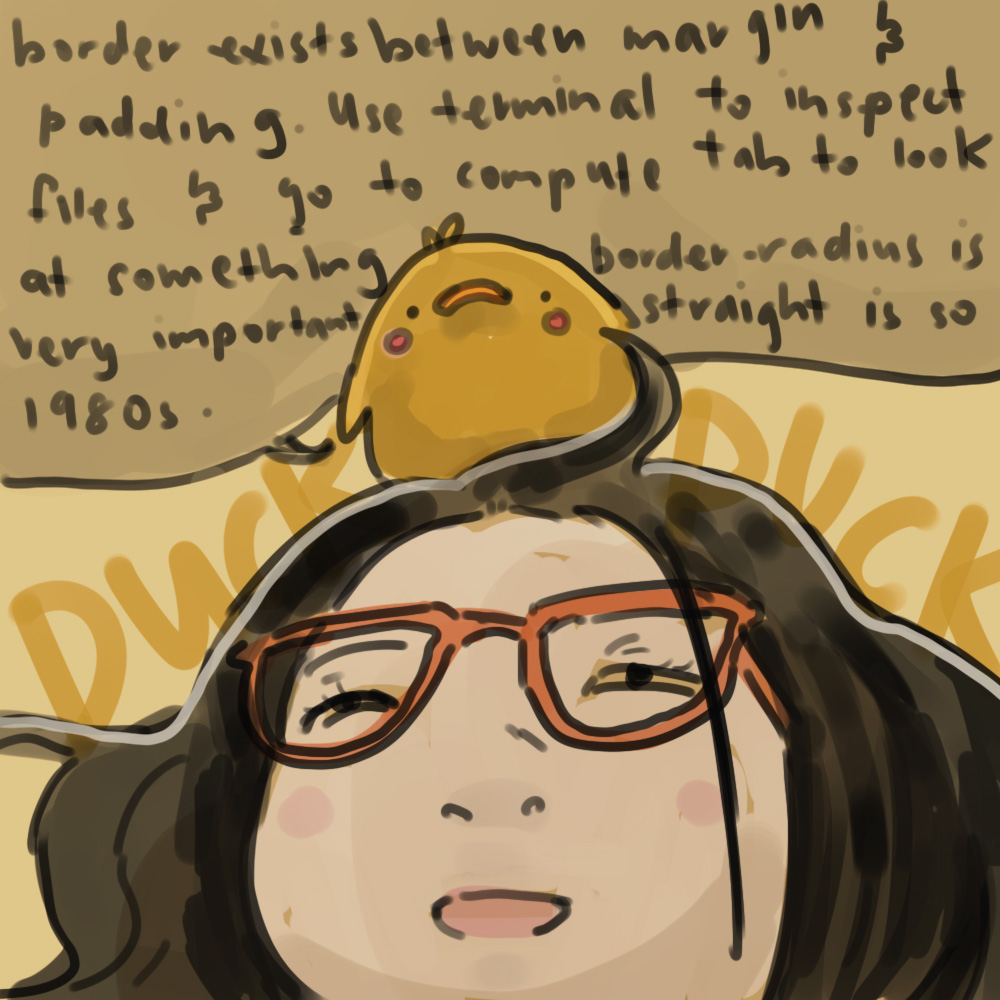 border exists between margin &
padding. Use terminal to inspect
files & go to compute tab to look
at something border-radius is
very important straight is so
1980s.
DUCK DUCK